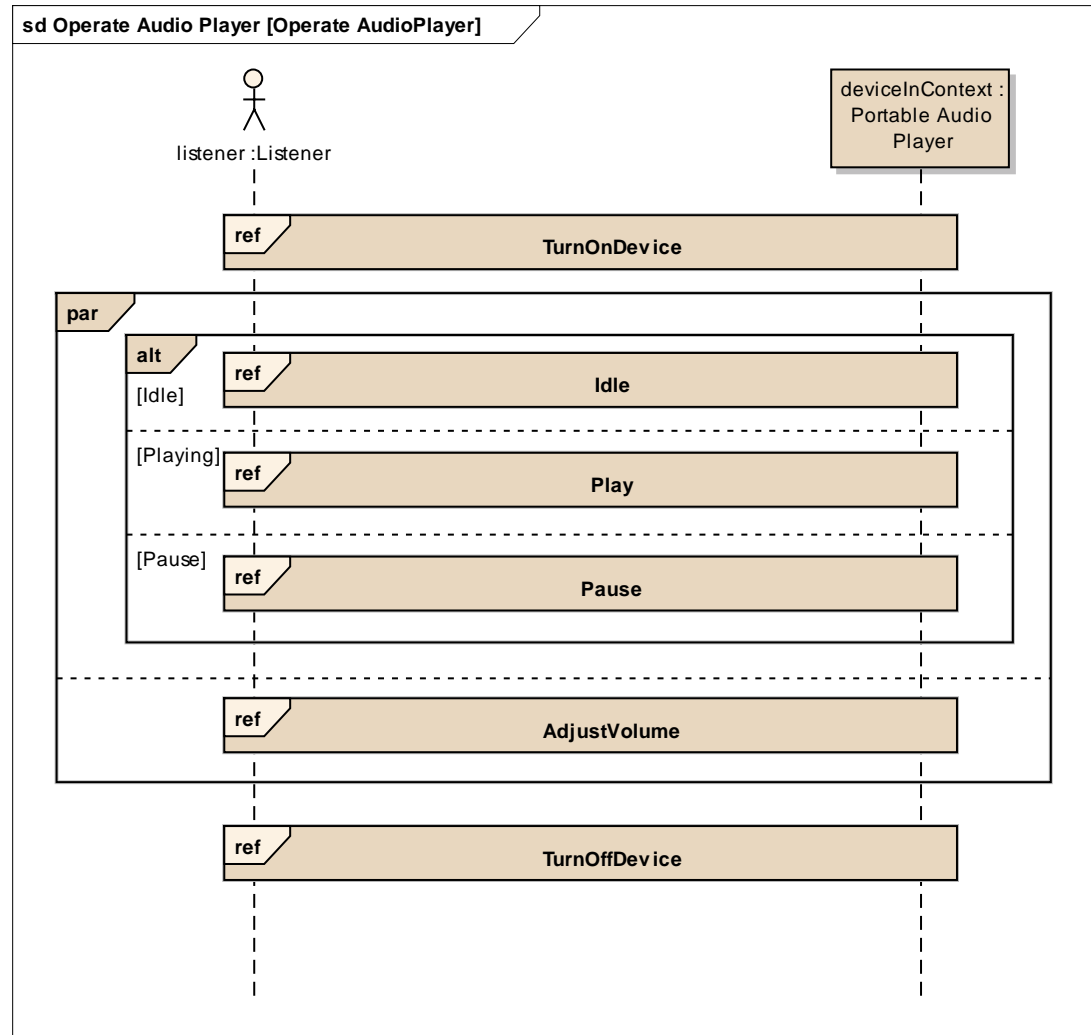 sd Operate Audio Player [Operate AudioPlayer]
deviceInContext :
Portable Audio
Player
listener :Listener
ref
TurnOnDevice
par
alt
[Idle]
ref
Idle
[Playing]
ref
Play
[Pause]
ref
Pause
ref
AdjustVolume
ref
TurnOffDevice